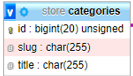 store categories
id : bigint(20) unsigned
slug : char(255)
title : char(255)